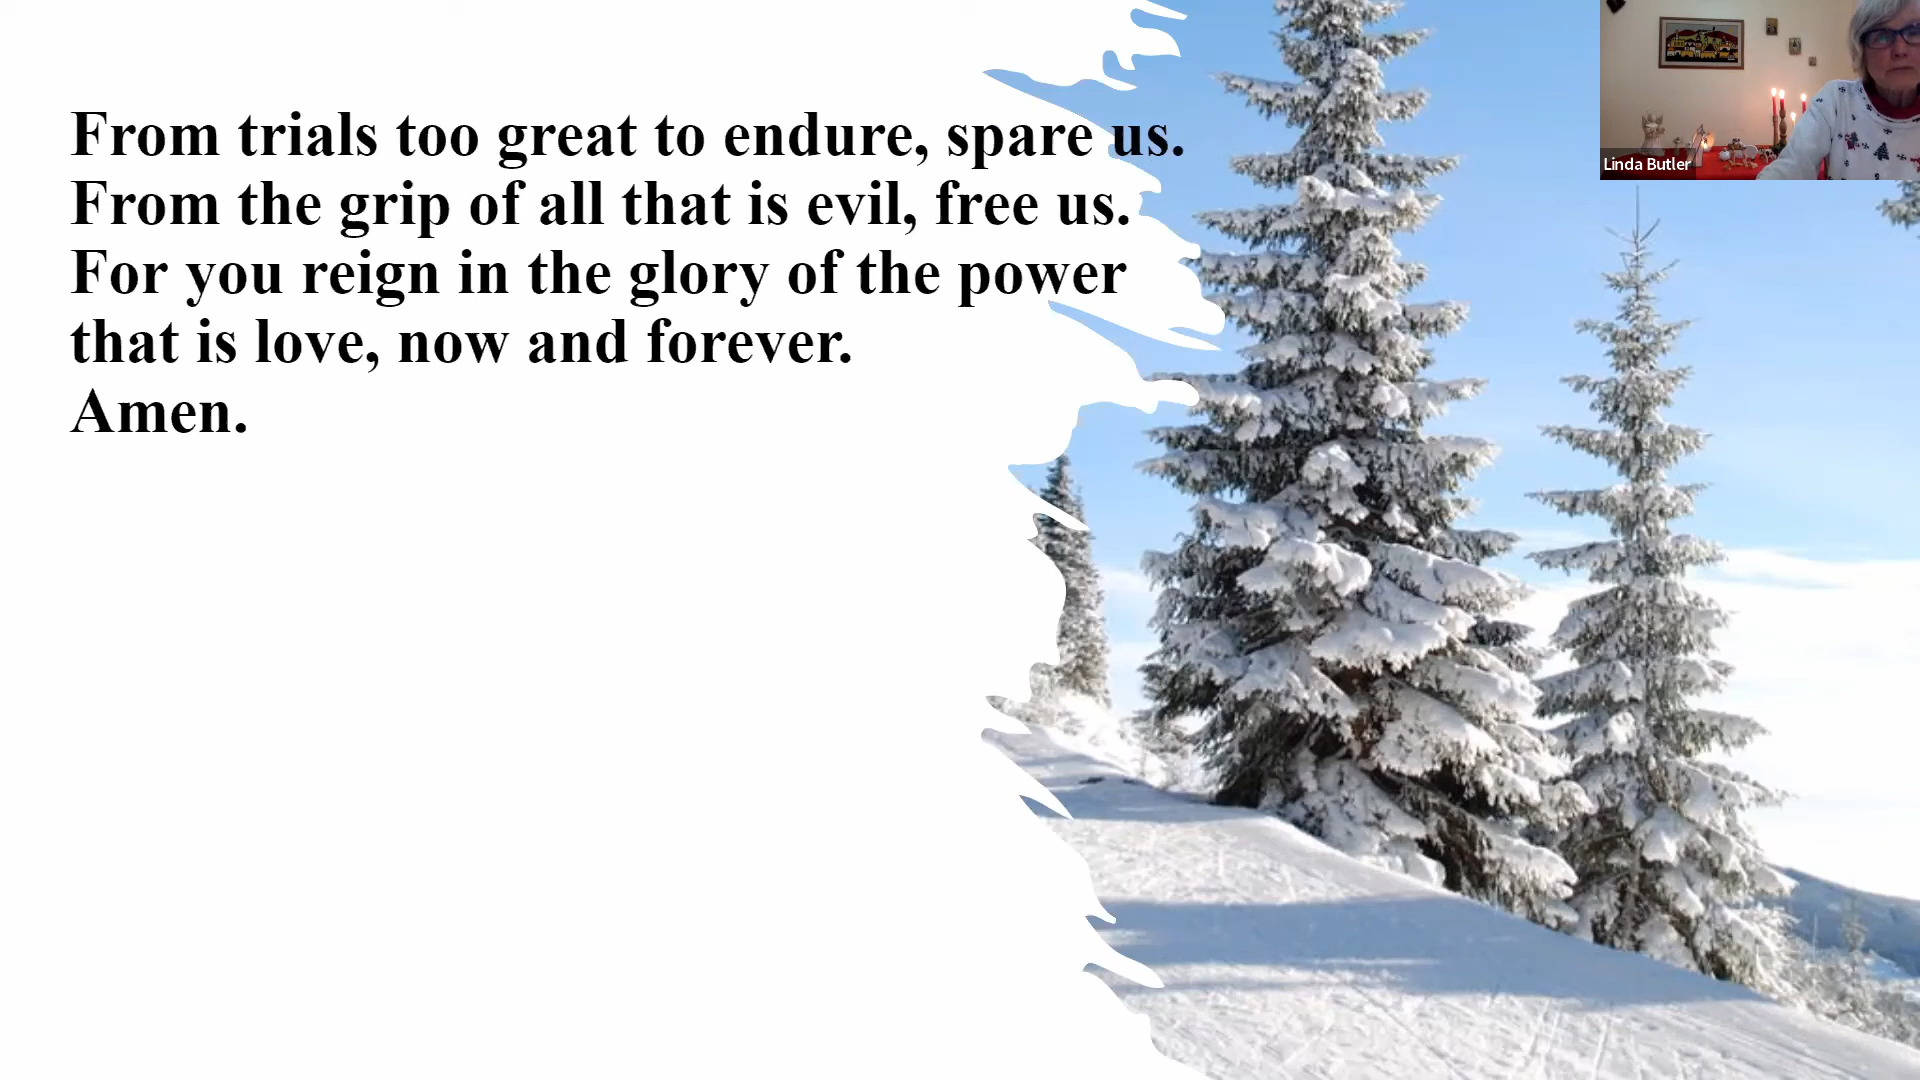 From trials too great to endure, spare us.
From the grip of all that is evil, free us.
For you reign in the glory of the power
that is love, now and forever.
Amen.
Linda Butler